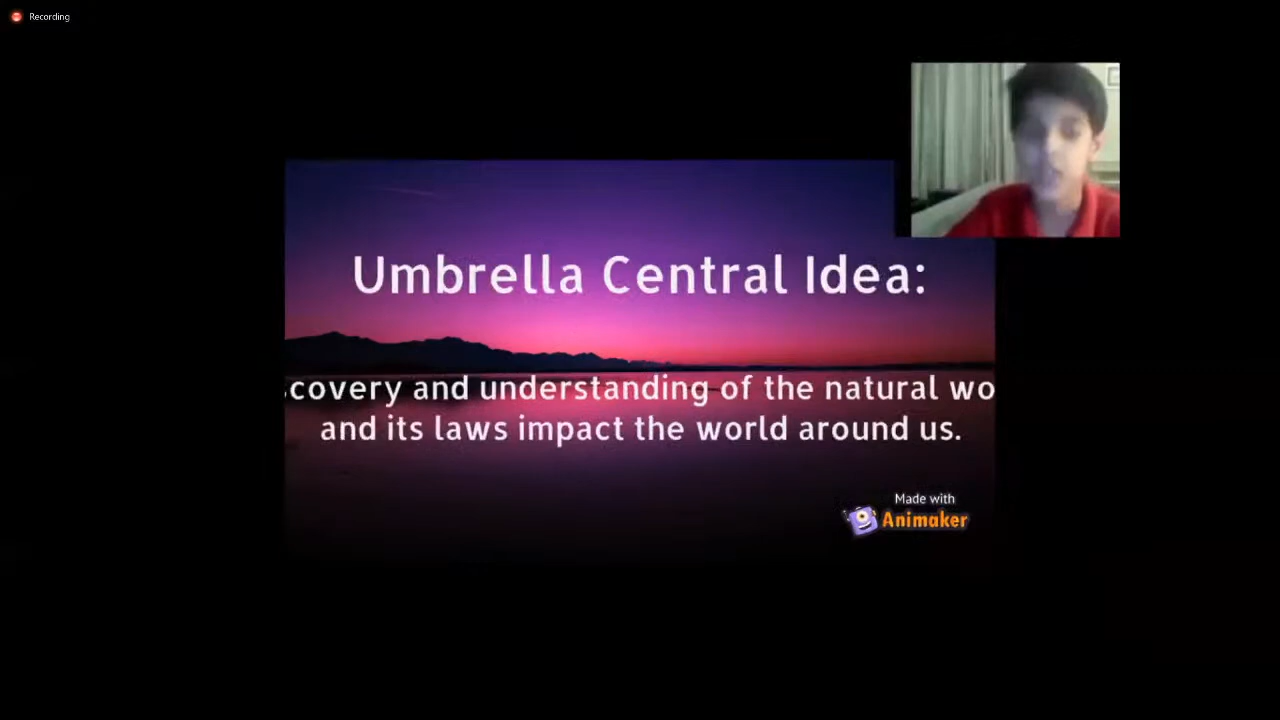 Recording
Umbrella Central Idea:
scovery and understanding of the natural wo
and its laws impact the world around us.
Made with
Animaker